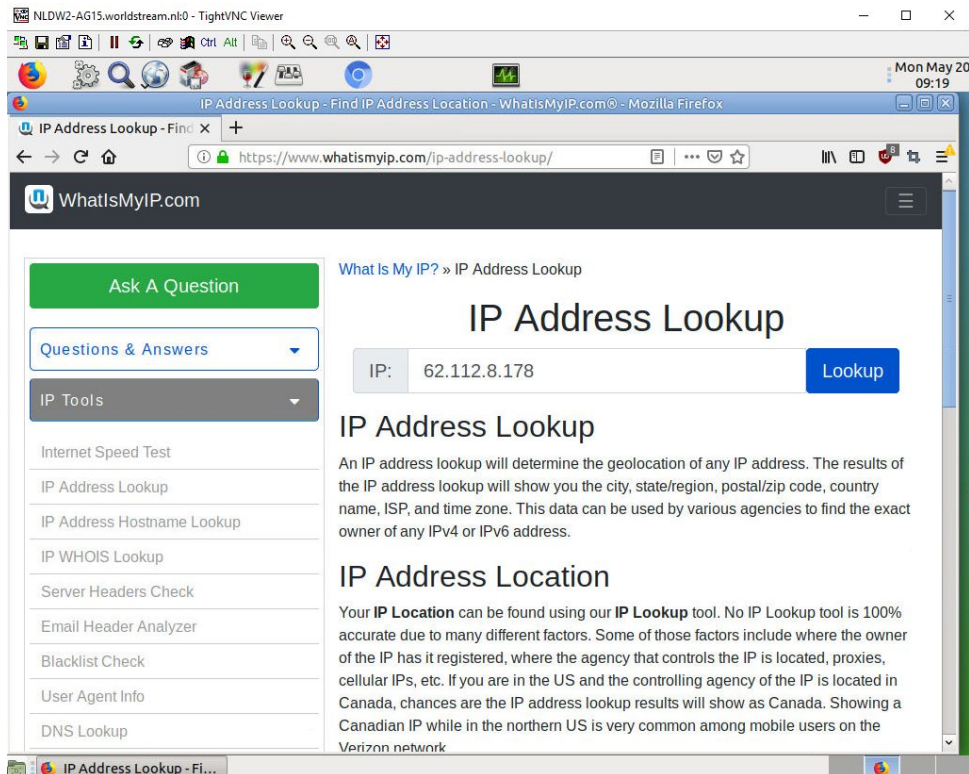 NLDW2-AG15.worldstream.nl:0 - TightVNC Viewer
Ctrl Alt
Mon May 20
09:19
IP Address Lookup - Find IP Address Location - WhatIsMyIP.com® - Mozilla Firefox
IP Address Lookup - Find
https://www.whatismyip.com/ip-address-lookup/
8
WhatIsMyIP.com
Ask A Question
Questions & Answers
IP Tools
Internet Speed Test
IP Address Lookup
IP Address Hostname Lookup
IP WHOIS Lookup
Server Headers Check
Email Header Analyzer
Blacklist Check
User Agent Info
DNS Lookup
What Is My IP? » IP Address Lookup
IP Address Lookup
IP: 62.112.8.178 Lookup
IP Address Lookup
An IP address lookup will determine the geolocation of any IP address. The results of
the IP address lookup will show you the city, state/region, postal/zip code, country
name, ISP, and time zone. This data can be used by various agencies to find the exact
owner of any IPv4 or IPv6 address.
IP Address Location
Your IP Location can be found using our IP Lookup tool. No IP Lookup tool is 100%
accurate due to many different factors. Some of those factors include where the owner
of the IP has it registered, where the agency that controls the IP is located, proxies,
cellular IPs, etc. If you are in the US and the controlling agency of the IP is located in
Canada, chances are the IP address lookup results will show as Canada. Showing a
Canadian IP while in the northern US is very common among mobile users on the
Verizon network
IP Address Lookup - Fi...